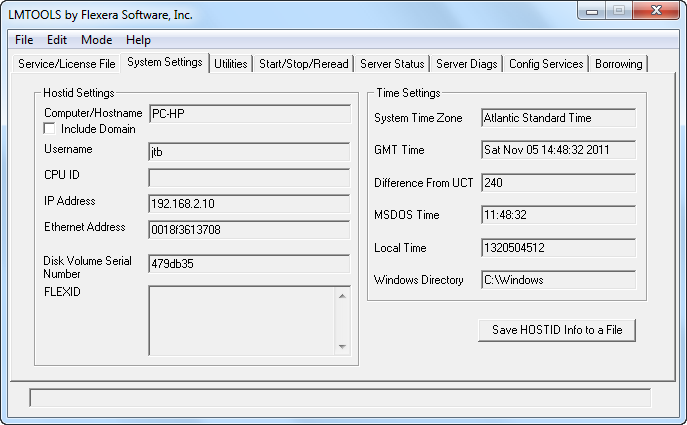 LMTOOLS by Flexera Software, Inc.
File Edit Mode Help
Service/License File System Settings Utilities Start/Stop/Reread Server Status Server Diags Config Services Borrowing
Hostid Settings
Computer/Hostname PC-HP
Include Domain
Username jtb
CPU ID
IP Address 192.168.2.10
Ethernet Address 0018f3613708
Disk Volume Serial
Number 479db35
FLEXID
Time Settings
System Time Zone Atlantic Standard Time
GMT Time Sat Nov 05 14:48:32 2011
Difference From UCT 240
MSDOS Time 11:48:32
Local Time 1320504512
Windows Directory C:\Windows
Save HOSTID Info to a File